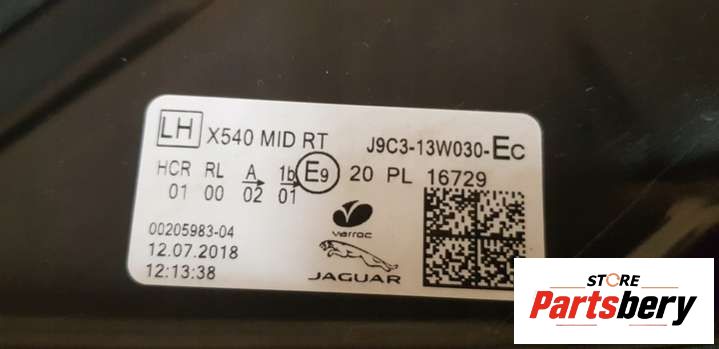 LH X540 MID RT J9C3-13W030-EC
HCR RL A 1b E9 20 PL 16729
01 00 02 01
00205983-04
12.07.2018
12:13:38
varroc
JAGUAR
STORE
Partsbery